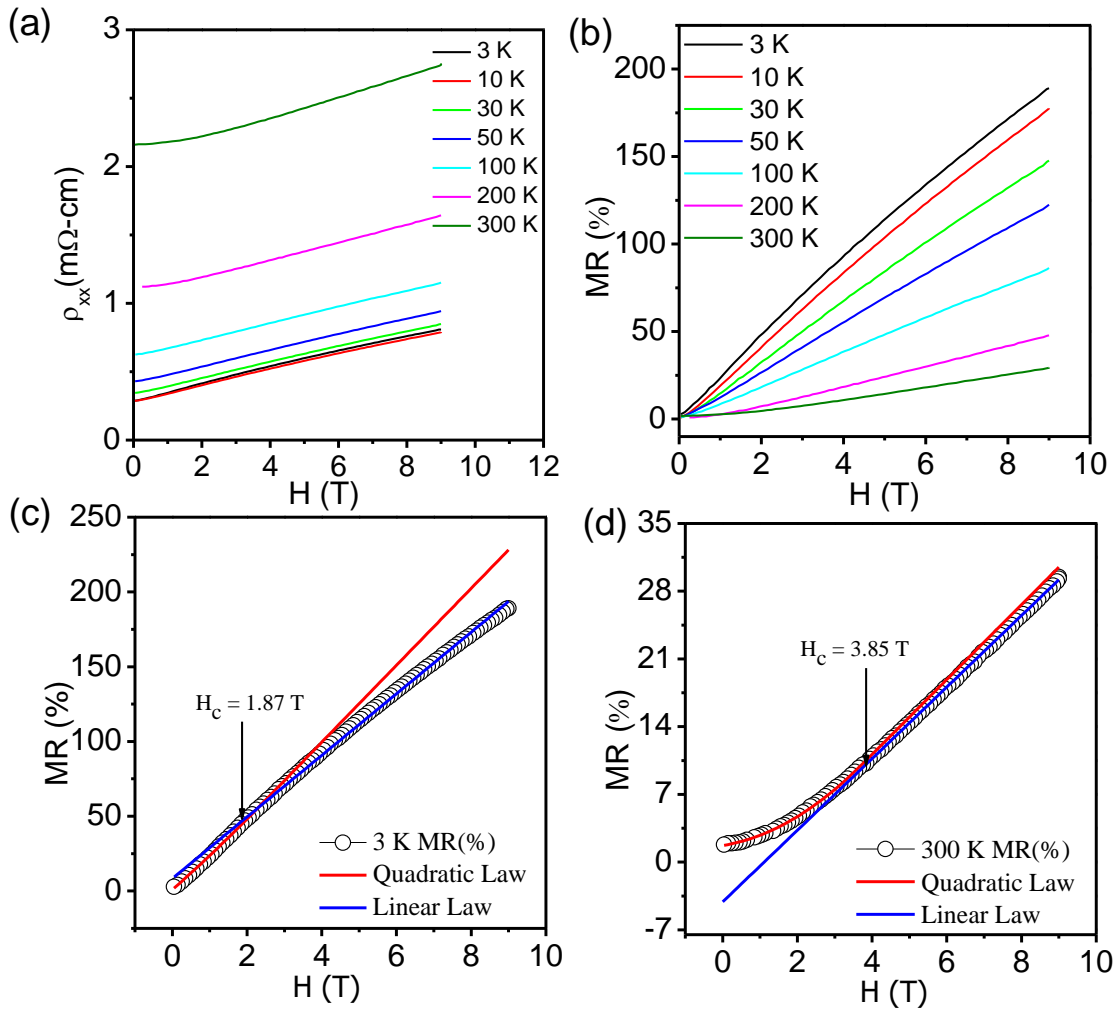 (a)
3
2
1
0
0 2 4 6 8 10 12
ρxx(mΩ-cm)
H (T)
3 K
10 K
30 K
50 K
100 K
200 K
300 K
(b)
200
150
100
50
0
0 2 4 6 8 10
MR (%)
H (T)
3 K
10 K
30 K
50 K
100 K
200 K
300 K
(c)
250
200
150
100
50
0
0 2 4 6 8 10
MR (%)
H (T)
Hc = 1.87 T
3 K MR(%)
Quadratic Law
Linear Law
(d)
35
28
21
14
7
0
-7
0 2 4 6 8 10
MR (%)
H (T)
Hc = 3.85 T
300 K MR(%)
Quadratic Law
Linear Law